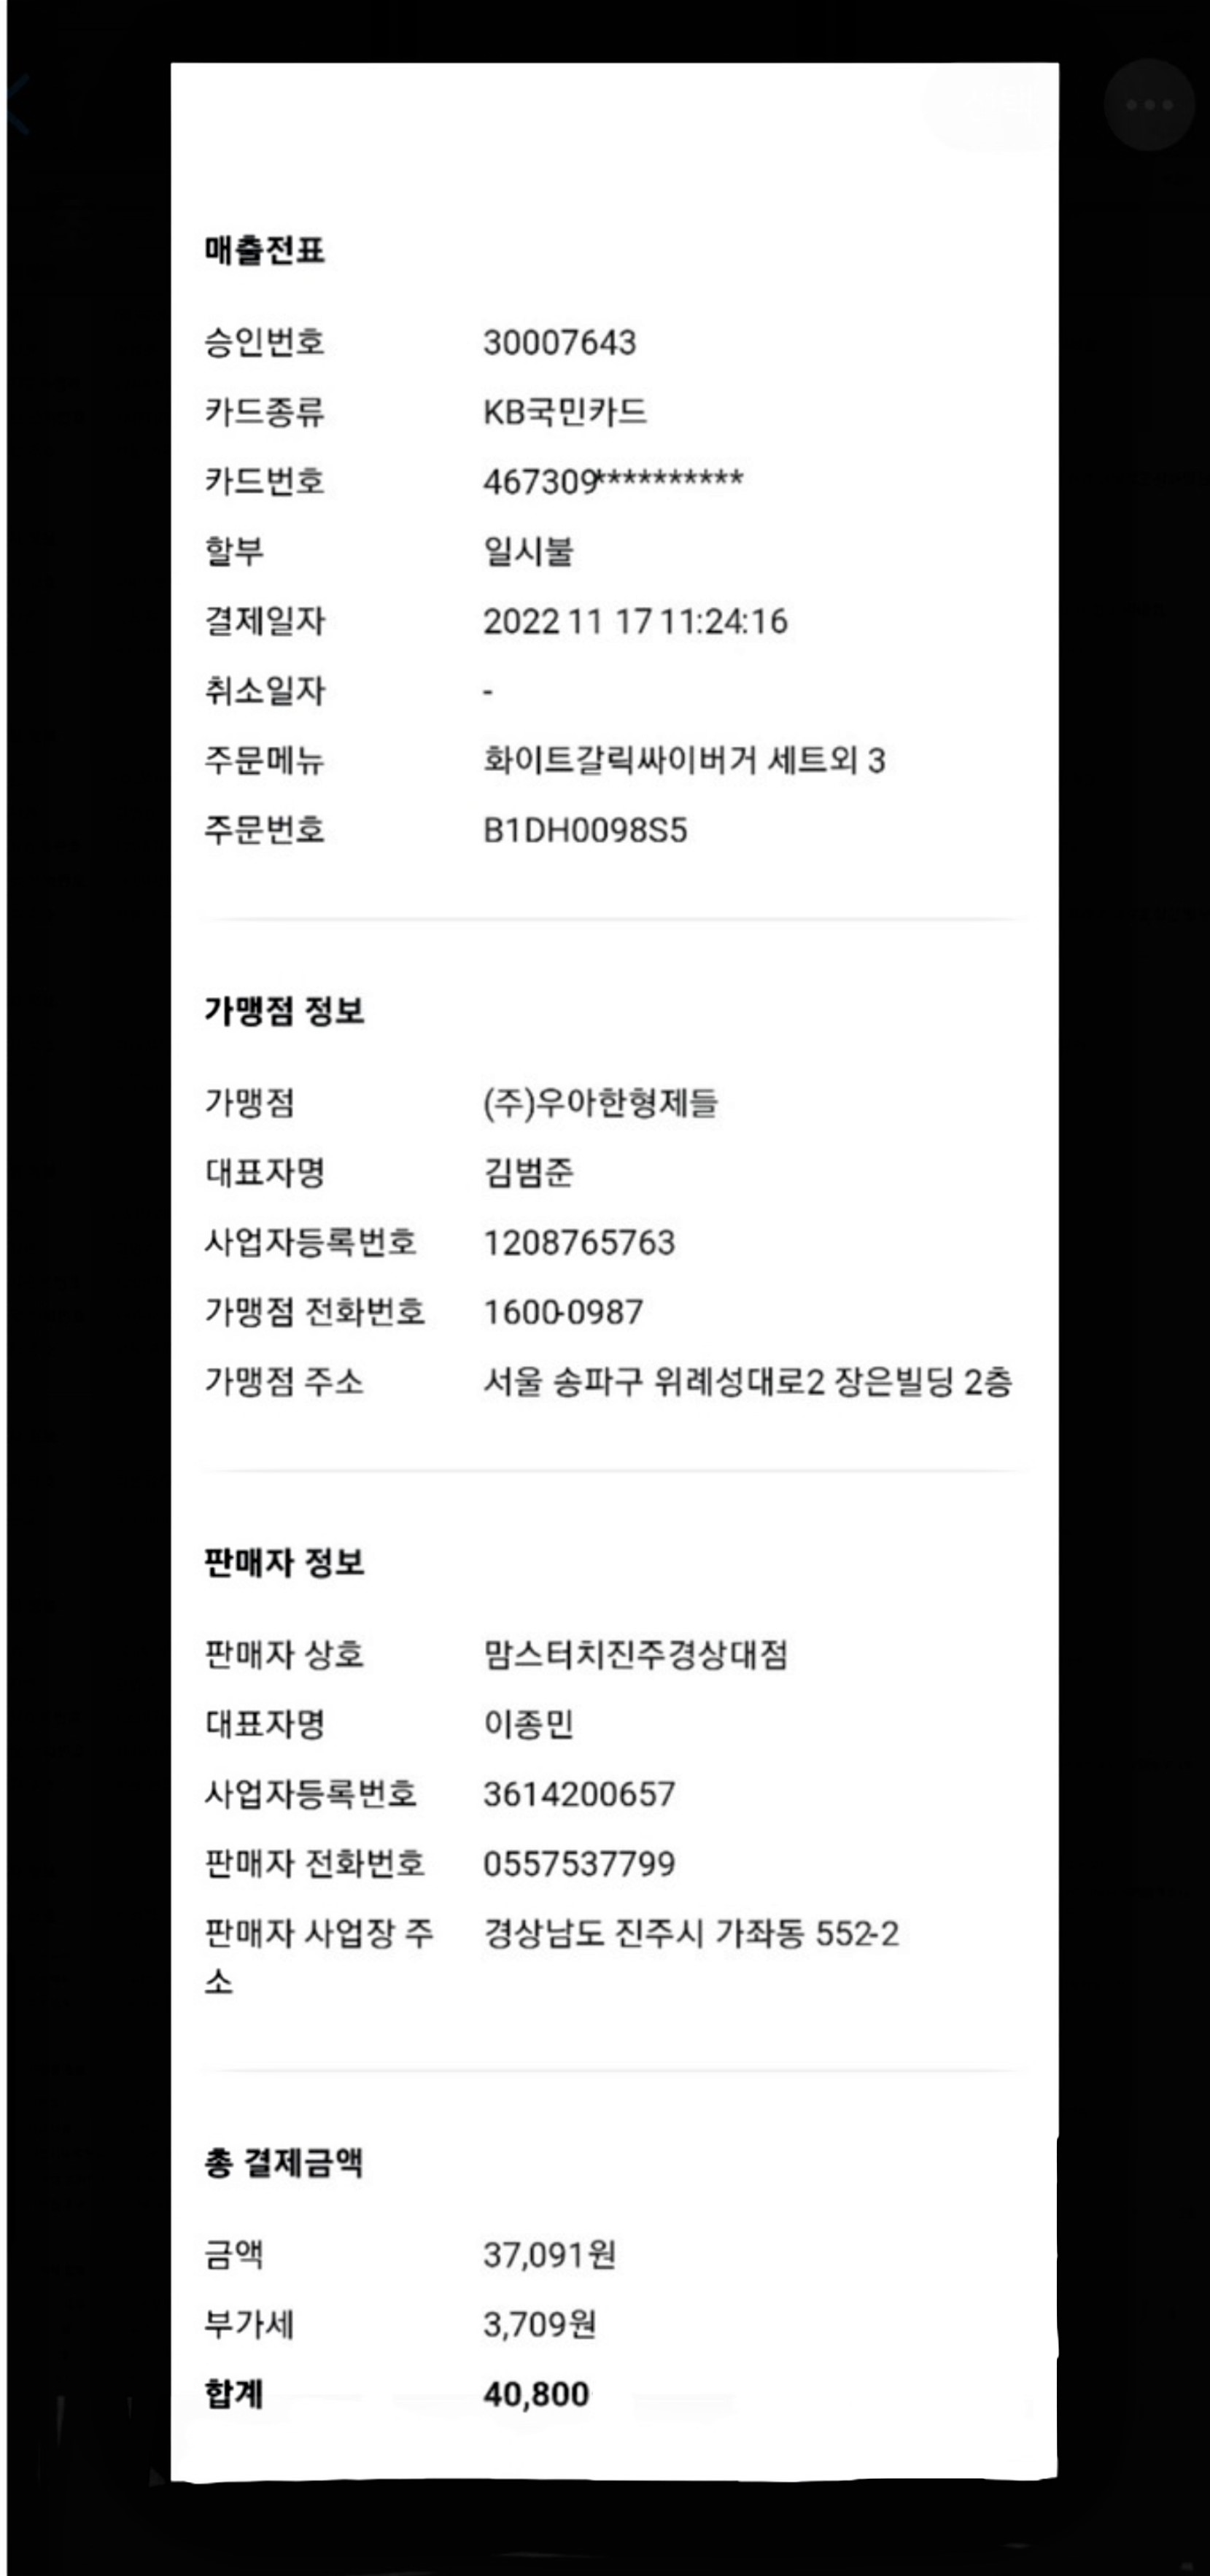 매출전표
승인번호 30007643
카드종류 KB국민카드
카드번호 467309**********
할부 일시불
결제일자 2022 11 17 11:24:16
취소일자 -
주문메뉴 화이트갈릭싸이버거 세트외 3
주문번호 B1DH0098S5
가맹점 정보
가맹점 (주)우아한형제들
대표자명 김범준
사업자등록번호 1208765763
가맹점 전화번호 1600-0987
가맹점 주소 서울 송파구 위례성대로2 장은빌딩 2층
판매자 정보
판매자 상호 맘스터치진주경상대점
대표자명 이종민
사업자등록번호 3614200657
판매자 전화번호 0557537799
판매자 사업장 주 경상남도 진주시 가좌동 552-2
소
총 결제금액
금액 37,091원
부가세 3,709원
합계 40,800